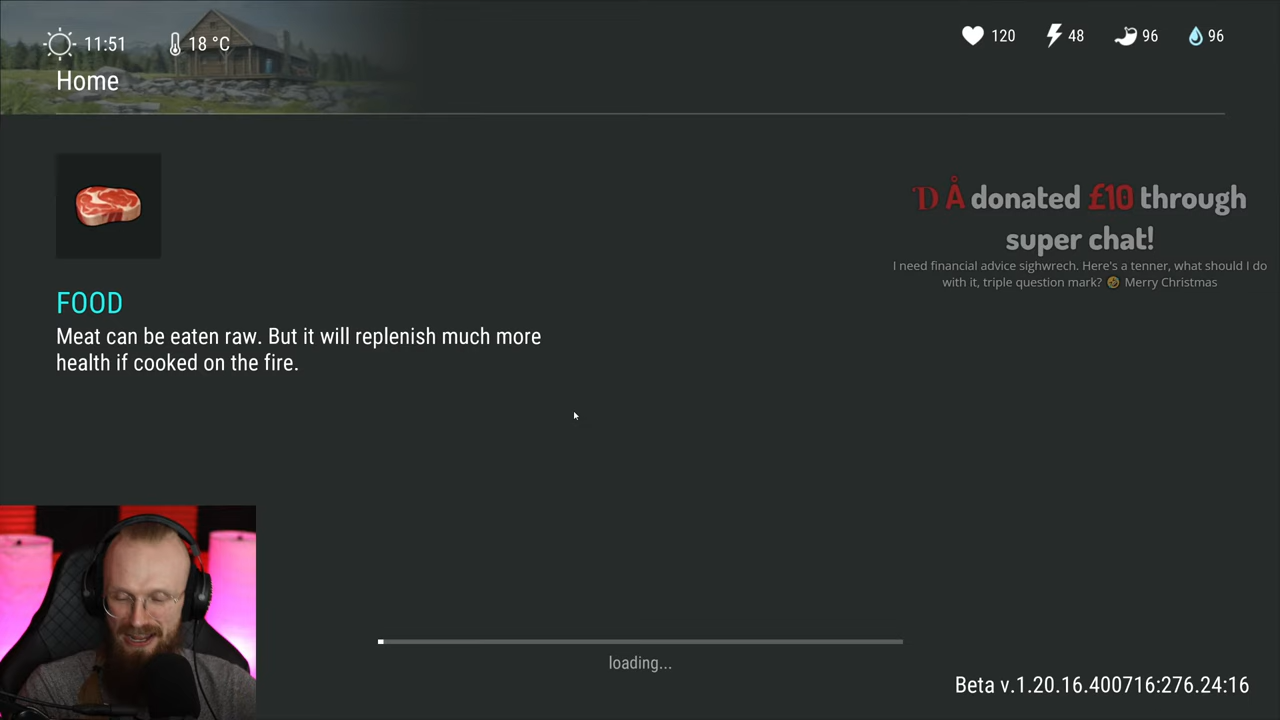 11:51
18 °C
120
48
96
96
Home
Ɗ Å donated £10 through
super chat!
I need financial advice sighwrech. Here's a tenner, what should I do
with it, triple question mark? 🤣 Merry Christmas
FOOD
Meat can be eaten raw. But it will replenish much more
health if cooked on the fire.
loading...
Beta v.1.20.16.400716:276.24:16